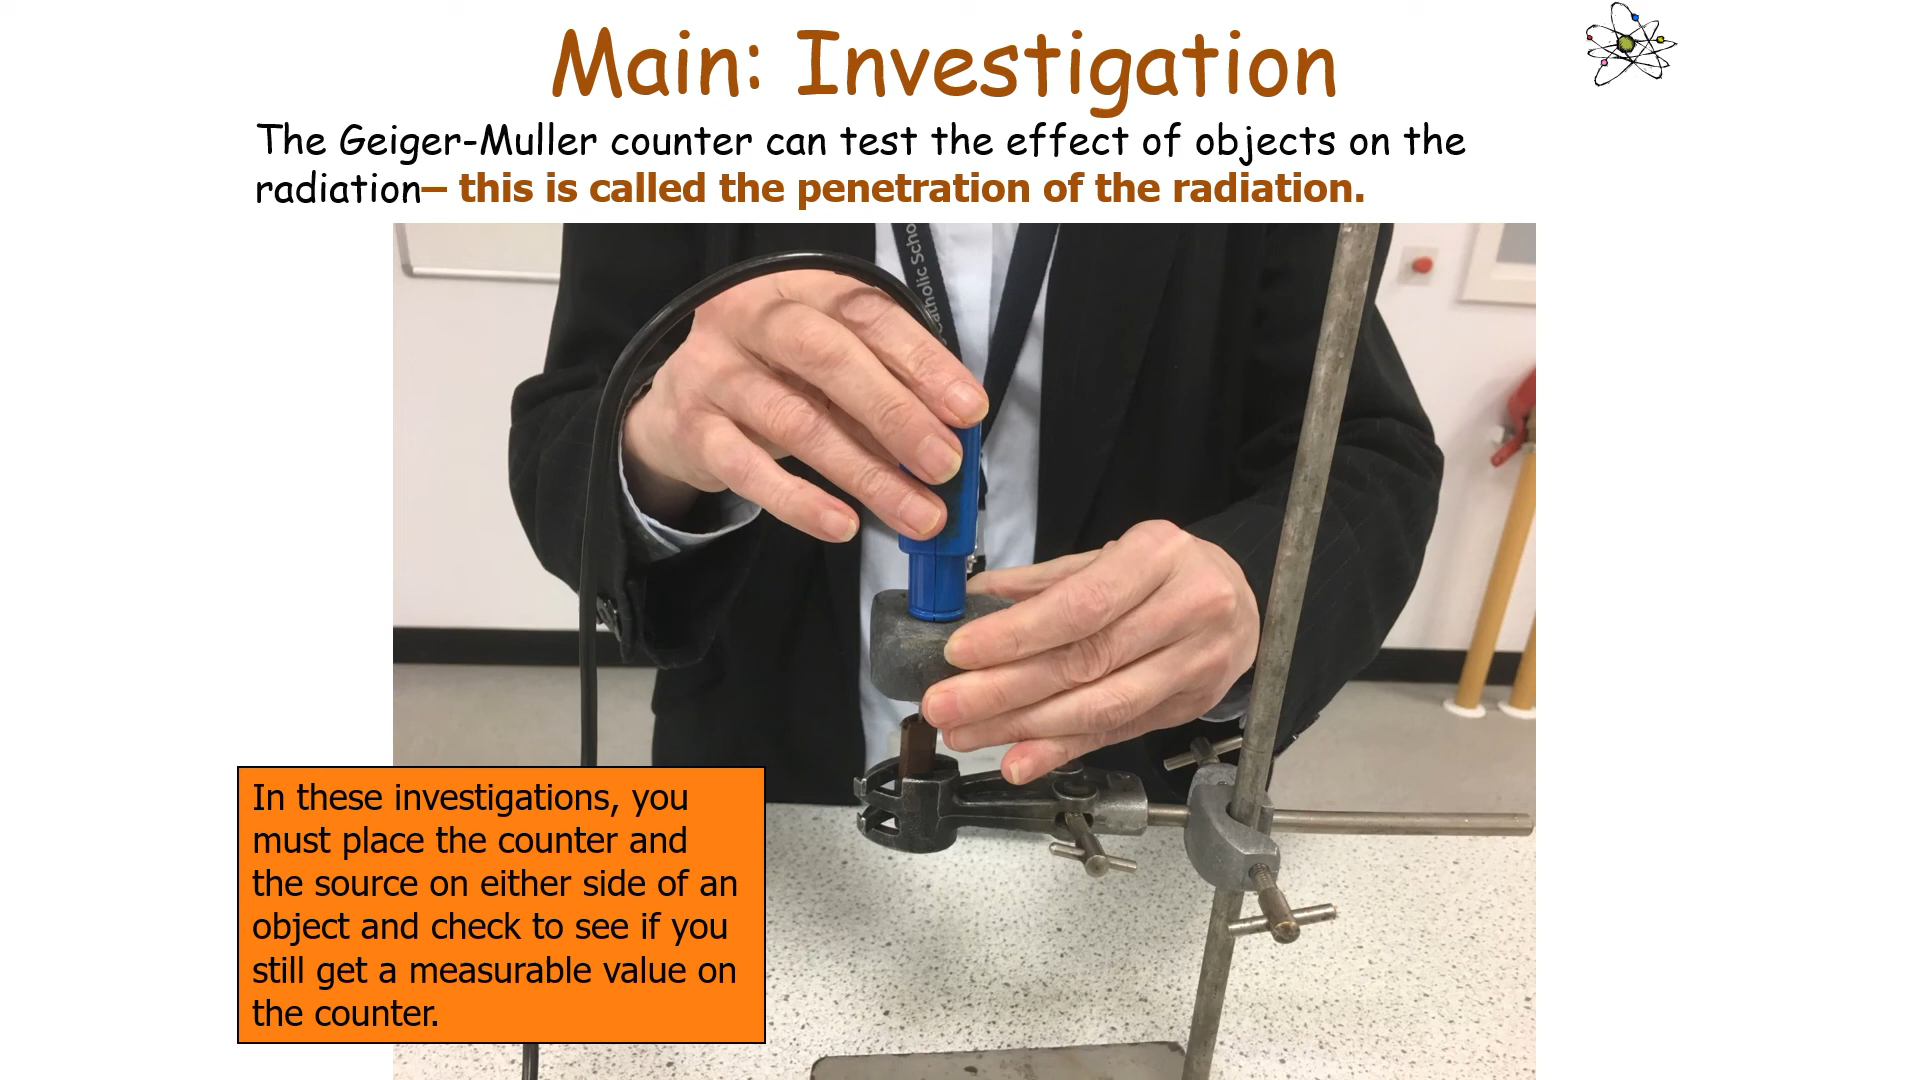 Main: Investigation
The Geiger-Muller counter can test the effect of objects on the
radiation– this is called the penetration of the radiation.
Catholic Scho
In these investigations, you
must place the counter and
the source on either side of an
object and check to see if you
still get a measurable value on
the counter.